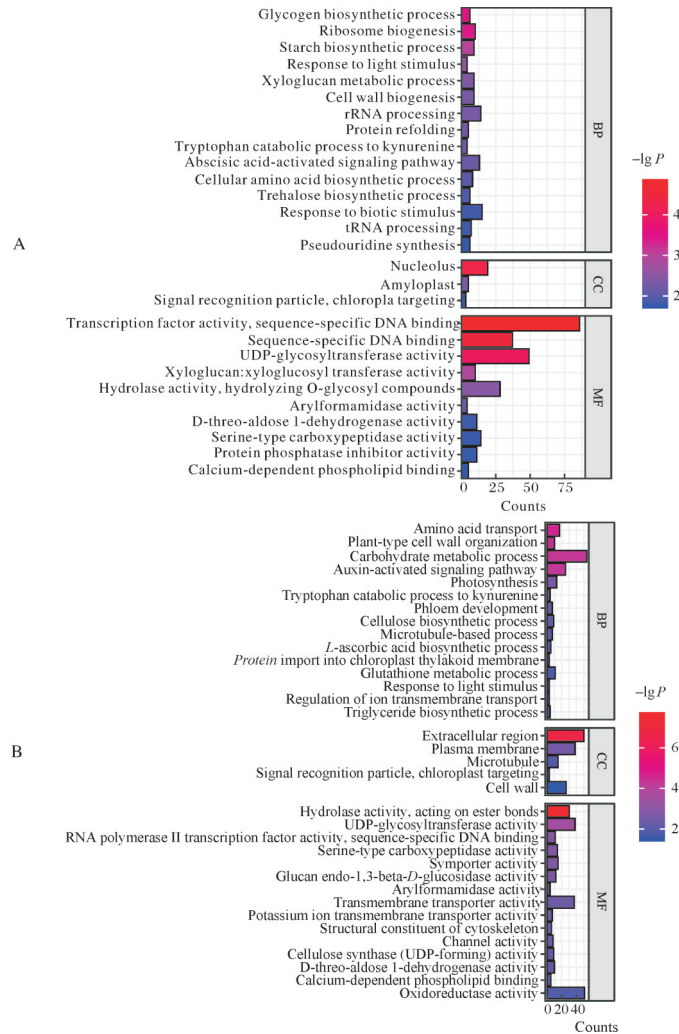 A
Glycogen biosynthetic process
Ribosome biogenesis
Starch biosynthetic process
Response to light stimulus
Xyloglucan metabolic process
Cell wall biogenesis
rRNA processing
Protein refolding
Tryptophan catabolic process to kynurenine
Abscisic acid-activated signaling pathway
Cellular amino acid biosynthetic process
Trehalose biosynthetic process
Response to biotic stimulus
tRNA processing
Pseudouridine synthesis
BP
Nucleolus
Amyloplast
Signal recognition particle, chloropla targeting
CC
Transcription factor activity, sequence-specific DNA binding
Sequence-specific DNA binding
UDP-glycosyltransferase activity
Xyloglucan:xyloglucosyl transferase activity
Hydrolase activity, hydrolyzing O-glycosyl compounds
Arylformamidase activity
D-threo-aldose 1-dehydrogenase activity
Serine-type carboxypeptidase activity
Protein phosphatase inhibitor activity
Calcium-dependent phospholipid binding
MF
0 25 50 75
Counts
−lg P
4
3
2
B
Amino acid transport
Plant-type cell wall organization
Carbohydrate metabolic process
Auxin-activated signaling pathway
Photosynthesis
Tryptophan catabolic process to kynurenine
Phloem development
Cellulose biosynthetic process
Microtubule-based process
L-ascorbic acid biosynthetic process
Protein import into chloroplast thylakoid membrane
Glutathione metabolic process
Response to light stimulus
Regulation of ion transmembrane transport
Triglyceride biosynthetic process
BP
Extracellular region
Plasma membrane
Microtubule
Signal recognition particle, chloroplast targeting
Cell wall
CC
Hydrolase activity, acting on ester bonds
UDP-glycosyltransferase activity
RNA polymerase II transcription factor activity, sequence-specific DNA binding
Serine-type carboxypeptidase activity
Symporter activity
Glucan endo-1,3-beta-D-glucosidase activity
Arylformamidase activity
Transmembrane transporter activity
Potassium ion transmembrane transporter activity
Structural constituent of cytoskeleton
Channel activity
Cellulose synthase (UDP-forming) activity
D-threo-aldose 1-dehydrogenase activity
Calcium-dependent phospholipid binding
Oxidoreductase activity
MF
0 20 40
Counts
−lg P
6
4
2